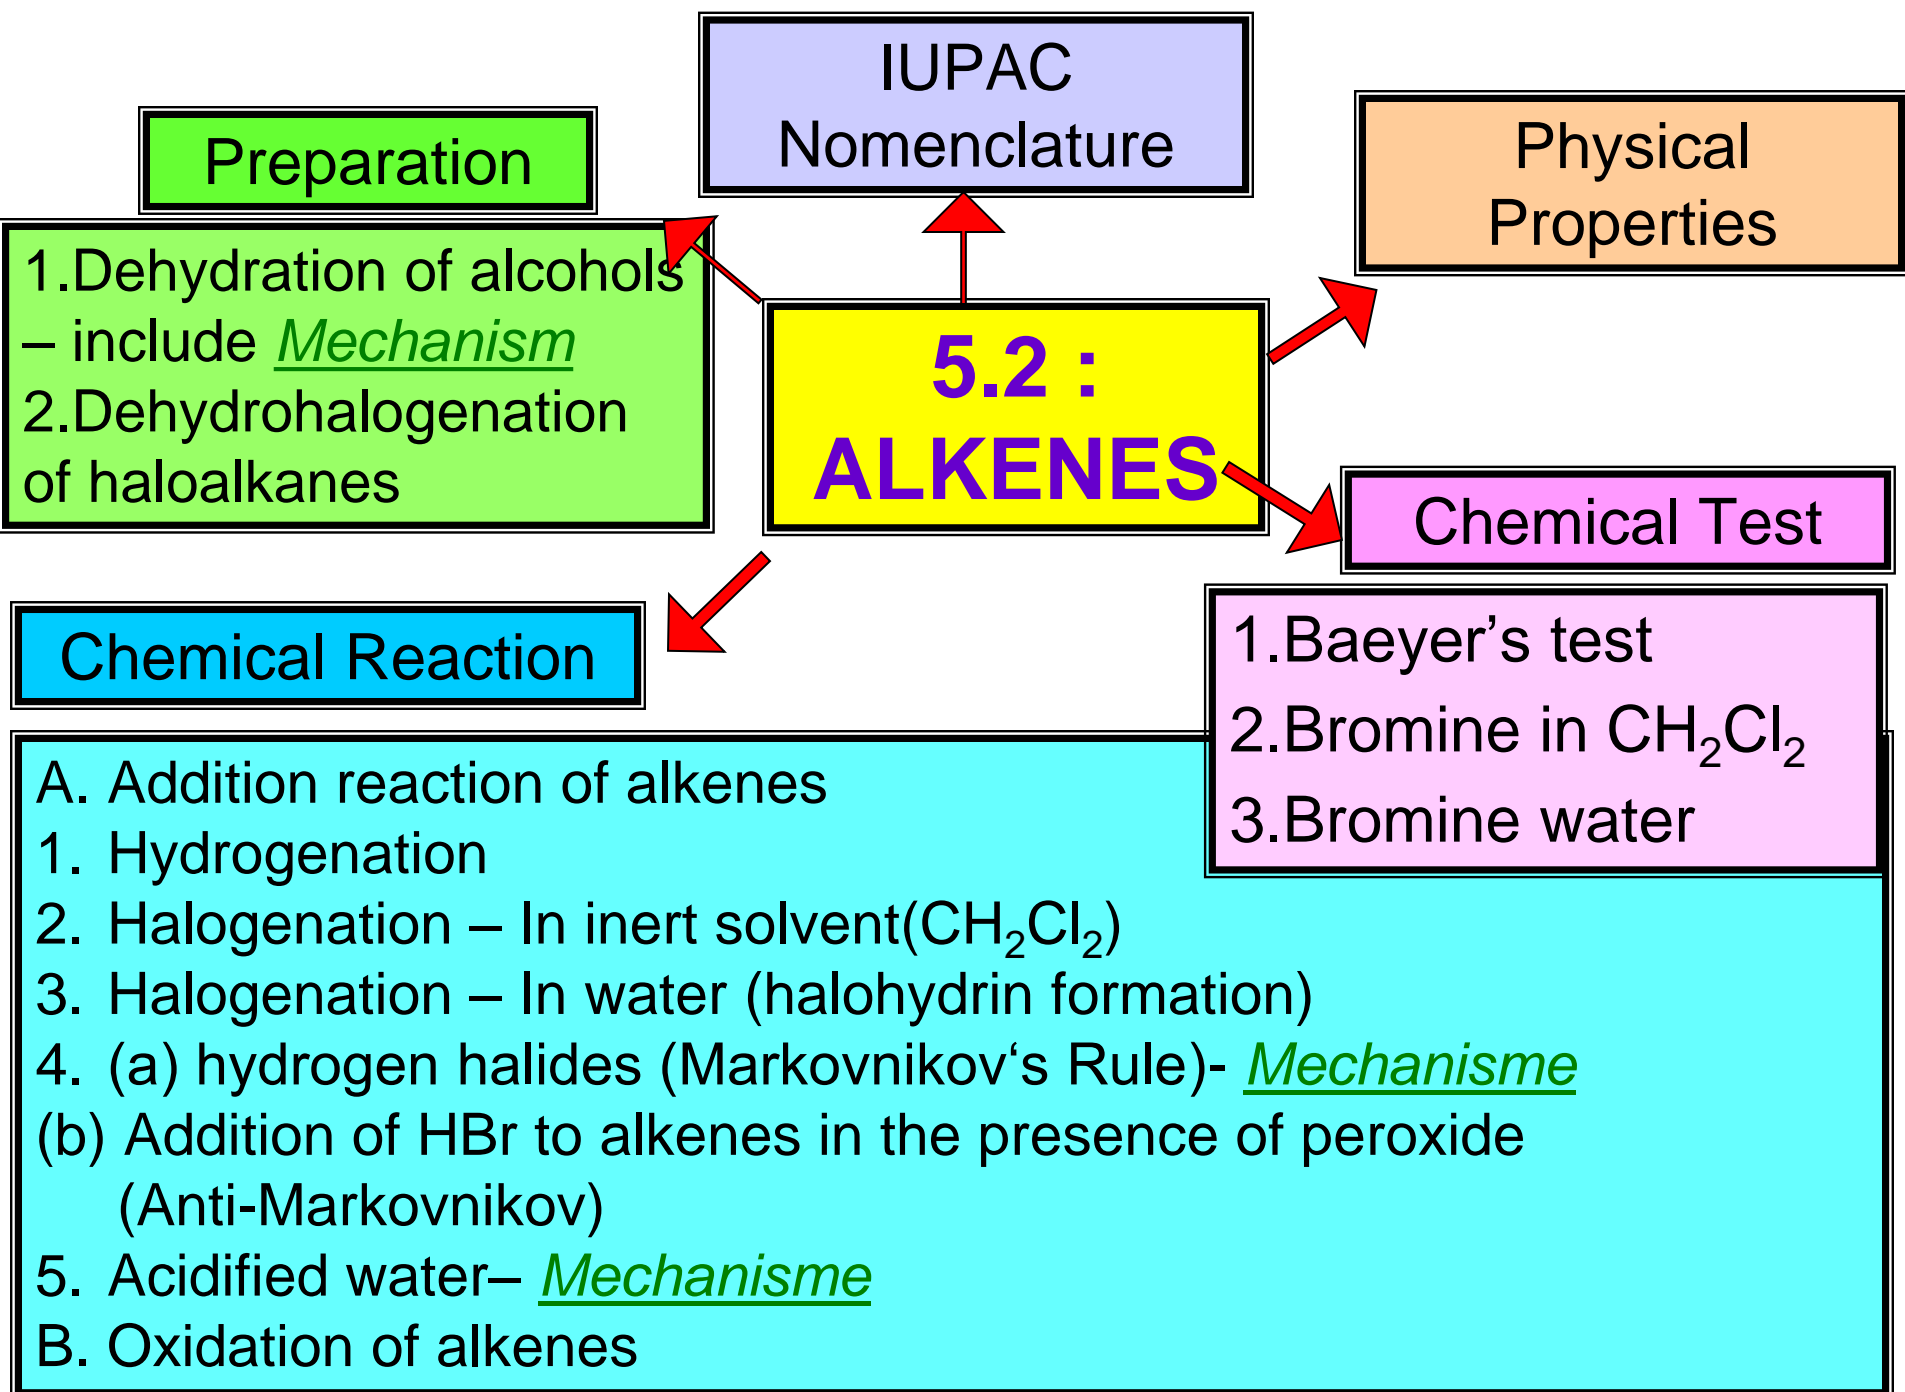 IUPAC
Nomenclature
Preparation
1.Dehydration of alcohols
– include Mechanism
2.Dehydrohalogenation
of haloalkanes
Physical
Properties
5.2 :
ALKENES
Chemical Test
1.Baeyer’s test
2.Bromine in CH₂Cl₂
3.Bromine water
Chemical Reaction
A. Addition reaction of alkenes
1. Hydrogenation
2. Halogenation – In inert solvent(CH₂Cl₂)
3. Halogenation – In water (halohydrin formation)
4. (a) hydrogen halides (Markovnikov‘s Rule)- Mechanisme
(b) Addition of HBr to alkenes in the presence of peroxide
(Anti-Markovnikov)
5. Acidified water– Mechanisme
B. Oxidation of alkenes